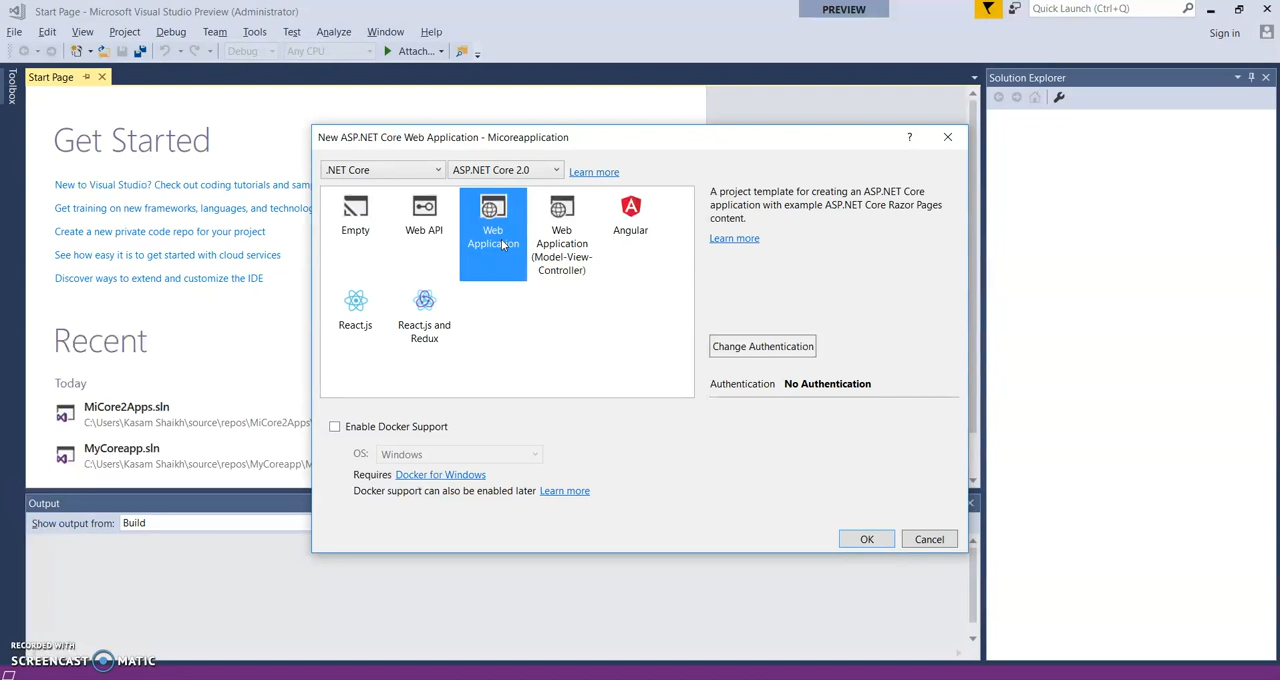 Start Page - Microsoft Visual Studio Preview (Administrator)
PREVIEW
Quick Launch (Ctrl+Q)
File Edit View Project Debug Team Tools Test Analyze Window Help
Sign in
Debug Any CPU Attach...
Toolbox
Start Page
Solution Explorer
Get Started
New to Visual Studio? Check out coding tutorials and sam
Get training on new frameworks, languages, and technolog
Create a new private code repo for your project
See how easy it is to get started with cloud services
Discover ways to extend and customize the IDE
Recent
Today
MiCore2Apps.sln
C:\Users\Kasam Shaikh\source\repos\MiCore2Apps\
MyCoreapp.sln
C:\Users\Kasam Shaikh\source\repos\MyCoreapp\M
New ASP.NET Core Web Application - Micoreapplication
?
.NET Core
ASP.NET Core 2.0
Learn more
Empty
Web API
Web
Application
Web
Application
(Model-View-
Controller)
Angular
React.js
React.js and
Redux
A project template for creating an ASP.NET Core
application with example ASP.NET Core Razor Pages
content.
Learn more
Change Authentication
Authentication No Authentication
Enable Docker Support
OS: Windows
Requires Docker for Windows
Docker support can also be enabled later Learn more
OK
Cancel
Output
Show output from: Build
RECORDED WITH
SCREENCAST MATIC